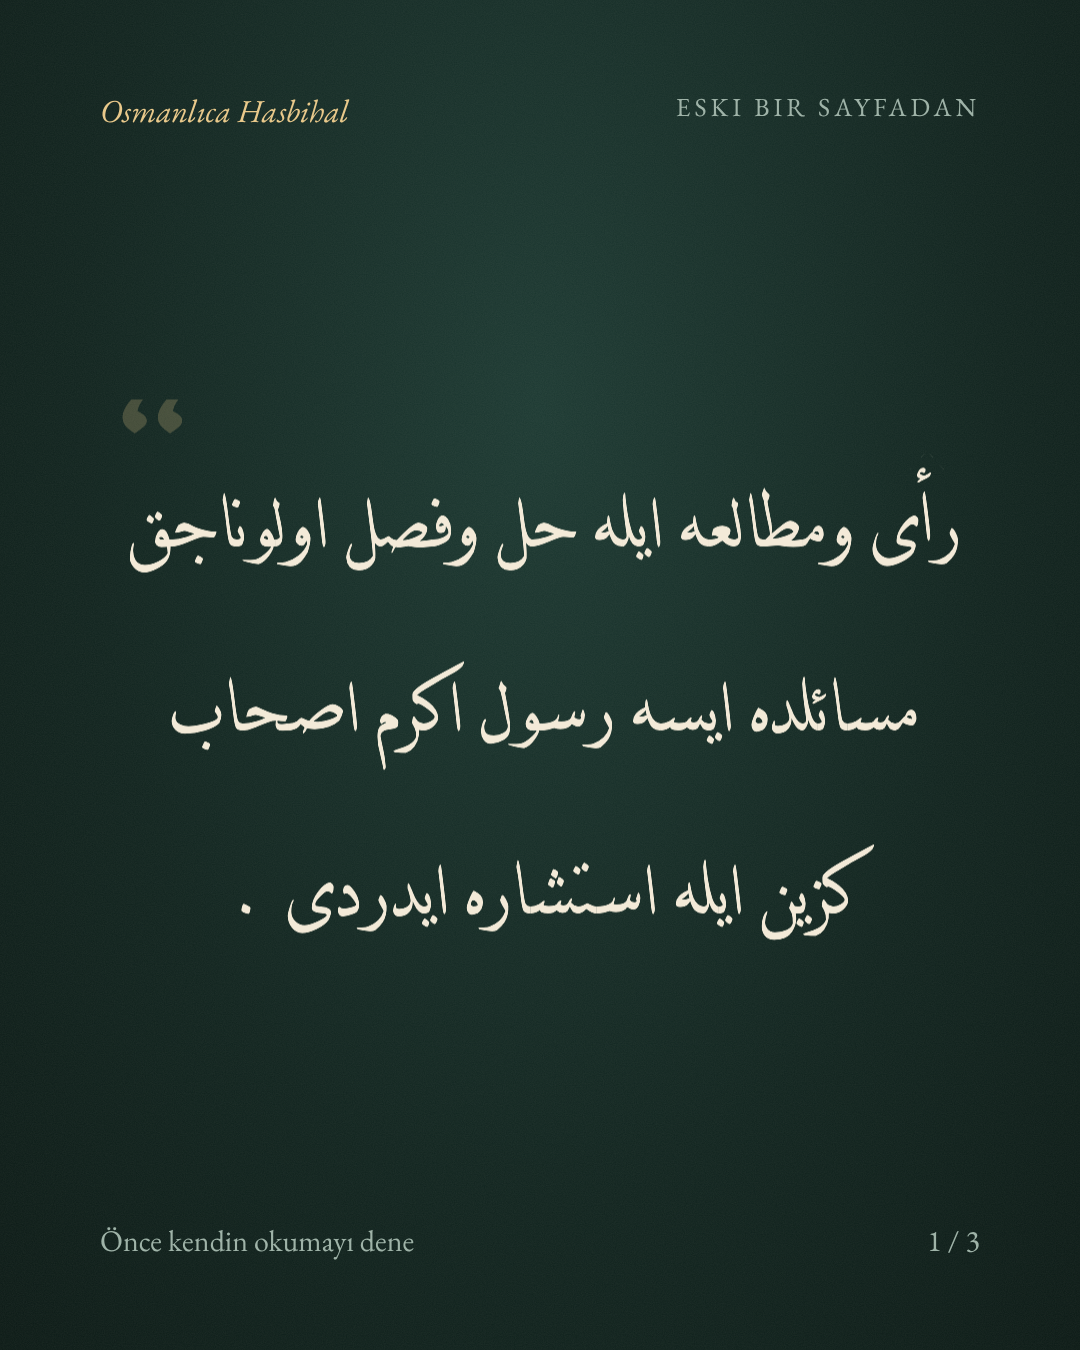 Osmanlıca Hasbihal
ESKI BIR SAYFADAN
رأى ومطالعه ايله حل وفصل اولوناجق
مسائلده ايسه رسول اكرم اصحاب
كزين ايله استشاره ايدردى .
Önce kendin okumayı dene
1 / 3